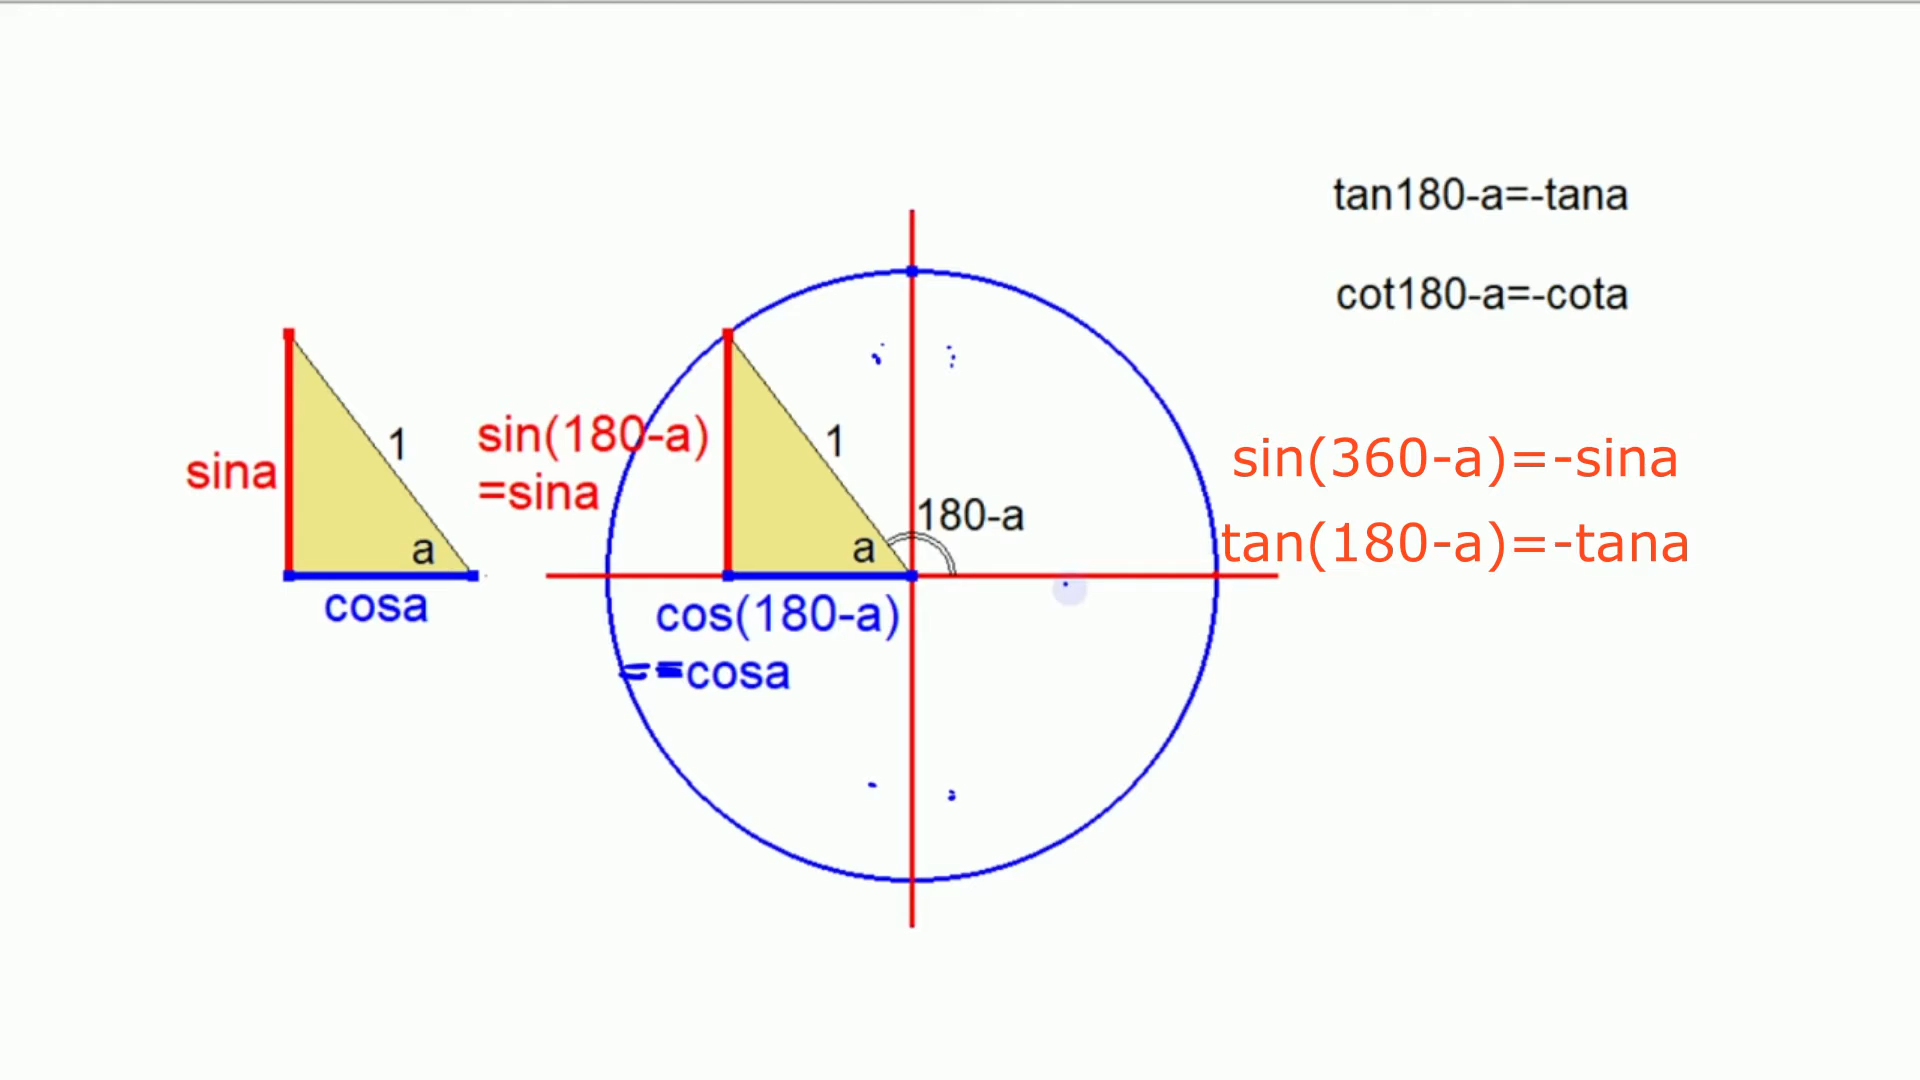 sina
1
a
cosa
sin(180-a)
=sina
1
a
180-a
cos(180-a)
==cosa
tan180-a=-tana
cot180-a=-cota
sin(360-a)=-sina
tan(180-a)=-tana